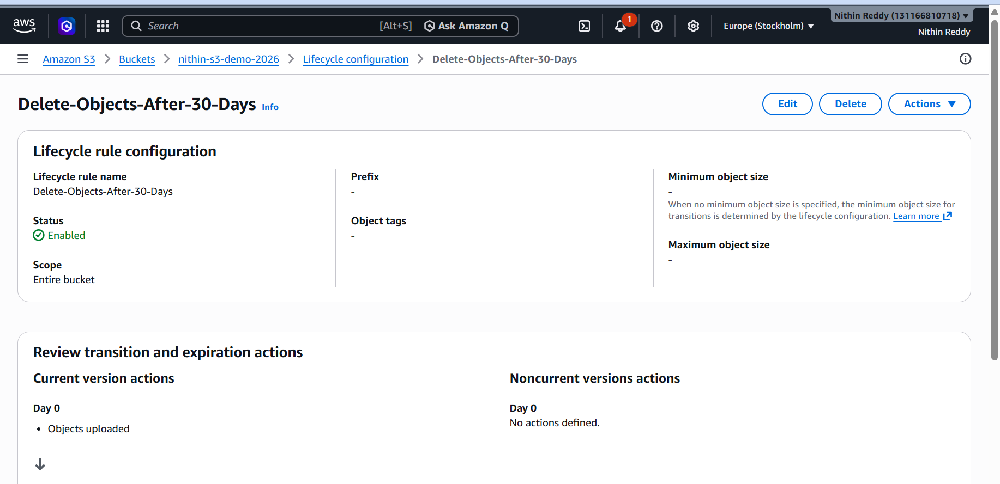 aws
Search
[Alt+S]
Ask Amazon Q
1
Europe (Stockholm)
Nithin Reddy (131166810718)
Nithin Reddy
Amazon S3
Buckets
nithin-s3-demo-2026
Lifecycle configuration
Delete-Objects-After-30-Days
Delete-Objects-After-30-Days Info
Edit
Delete
Actions
Lifecycle rule configuration
Lifecycle rule name
Delete-Objects-After-30-Days
Status
Enabled
Scope
Entire bucket
Prefix
-
Object tags
-
Minimum object size
-
When no minimum object size is specified, the minimum object size for
transitions is determined by the lifecycle configuration. Learn more
Maximum object size
-
Review transition and expiration actions
Current version actions
Day 0
• Objects uploaded
Noncurrent versions actions
Day 0
No actions defined.